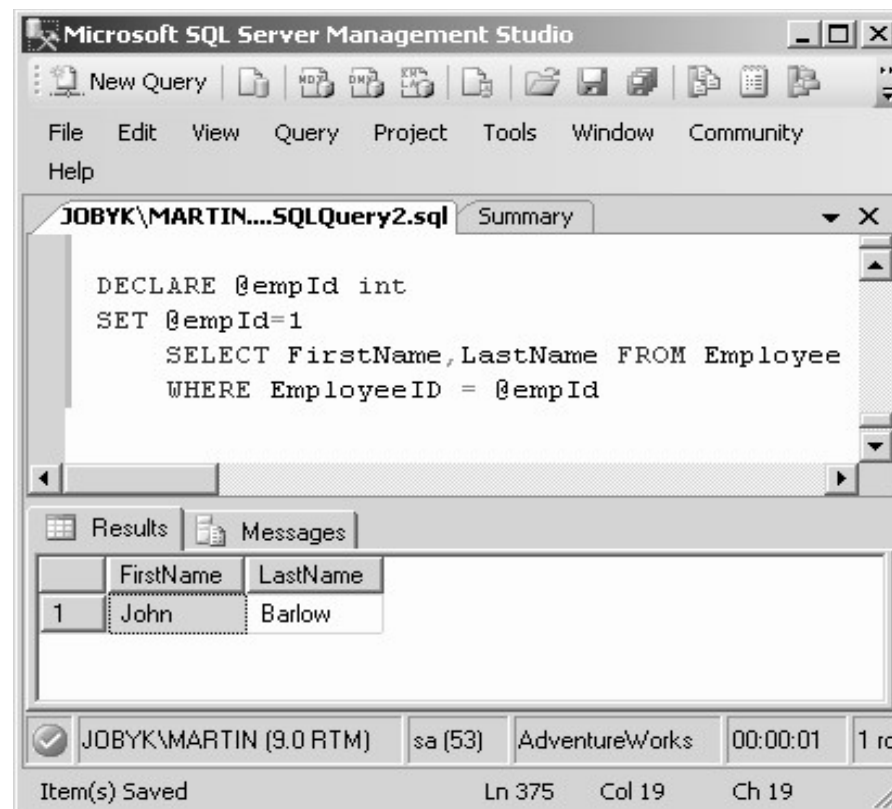 Microsoft SQL Server Management Studio
New Query
File Edit View Query Project Tools Window Community
Help
JOBYK\MARTIN....SQLQuery2.sql Summary
DECLARE @empId int
SET @empId=1
SELECT FirstName,LastName FROM Employee
WHERE EmployeeID = @empId
Results Messages
FirstName LastName
1 John Barlow
JOBYK\MARTIN (9.0 RTM) sa (53) AdventureWorks 00:00:01 1
Item(s) Saved Ln 375 Col 19 Ch 19